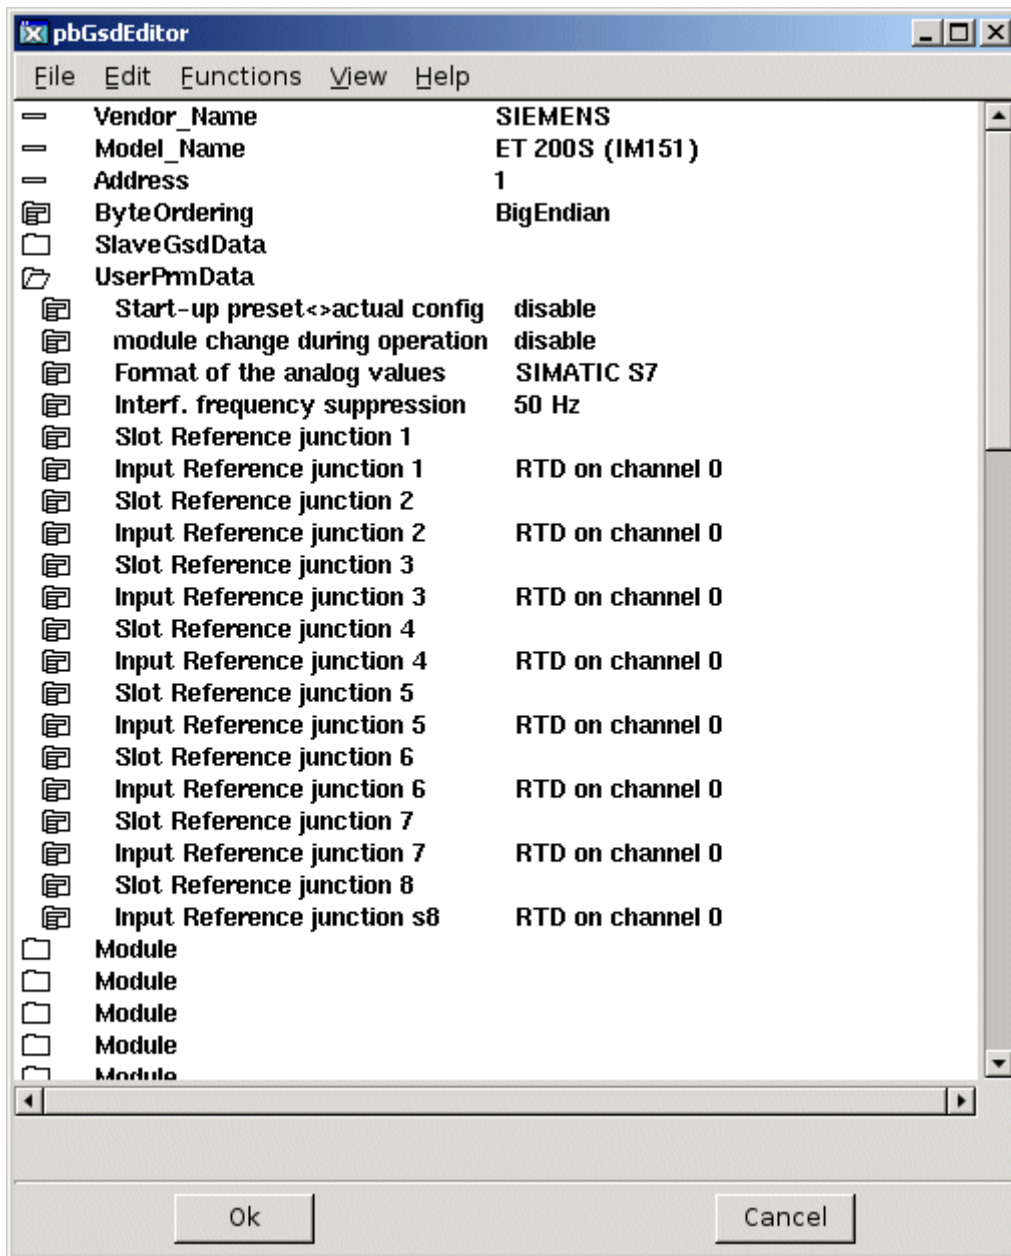 pbGsdEditor
File Edit Functions View Help
Vendor_Name SIEMENS
Model_Name ET 200S (IM151)
Address 1
ByteOrdering BigEndian
SlaveGsdData
UserPrmData
Start-up preset<>actual config disable
module change during operation disable
Format of the analog values SIMATIC S7
Interf. frequency suppression 50 Hz
Slot Reference junction 1
Input Reference junction 1 RTD on channel 0
Slot Reference junction 2
Input Reference junction 2 RTD on channel 0
Slot Reference junction 3
Input Reference junction 3 RTD on channel 0
Slot Reference junction 4
Input Reference junction 4 RTD on channel 0
Slot Reference junction 5
Input Reference junction 5 RTD on channel 0
Slot Reference junction 6
Input Reference junction 6 RTD on channel 0
Slot Reference junction 7
Input Reference junction 7 RTD on channel 0
Slot Reference junction 8
Input Reference junction s8 RTD on channel 0
Module
Module
Module
Module
Module
Ok Cancel